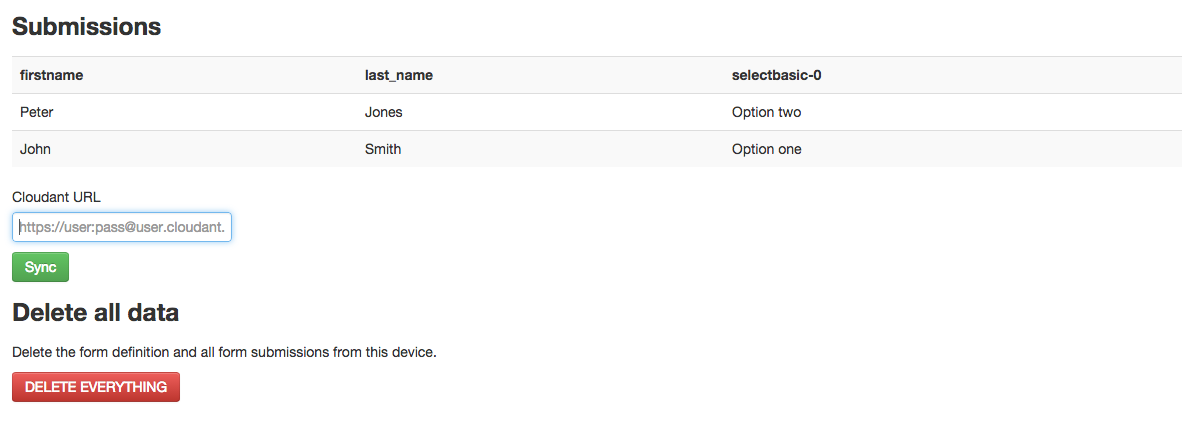 Submissions
firstname last_name selectbasic-0
Peter Jones Option two
John Smith Option one
Cloudant URL
https://user:pass@user.cloudant.
Sync
Delete all data
Delete the form definition and all form submissions from this device.
DELETE EVERYTHING